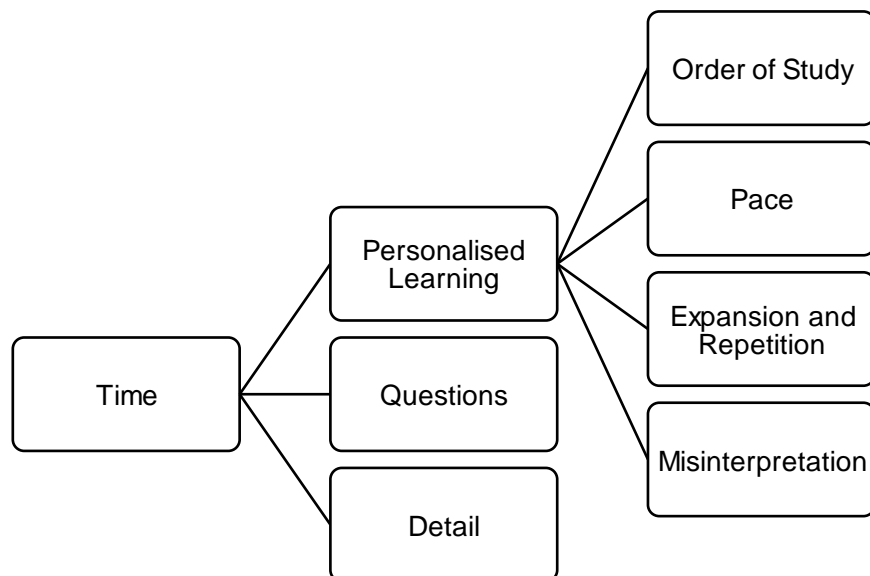 Time
Personalised
Learning
Questions
Detail
Order of Study
Pace
Expansion and
Repetition
Misinterpretation